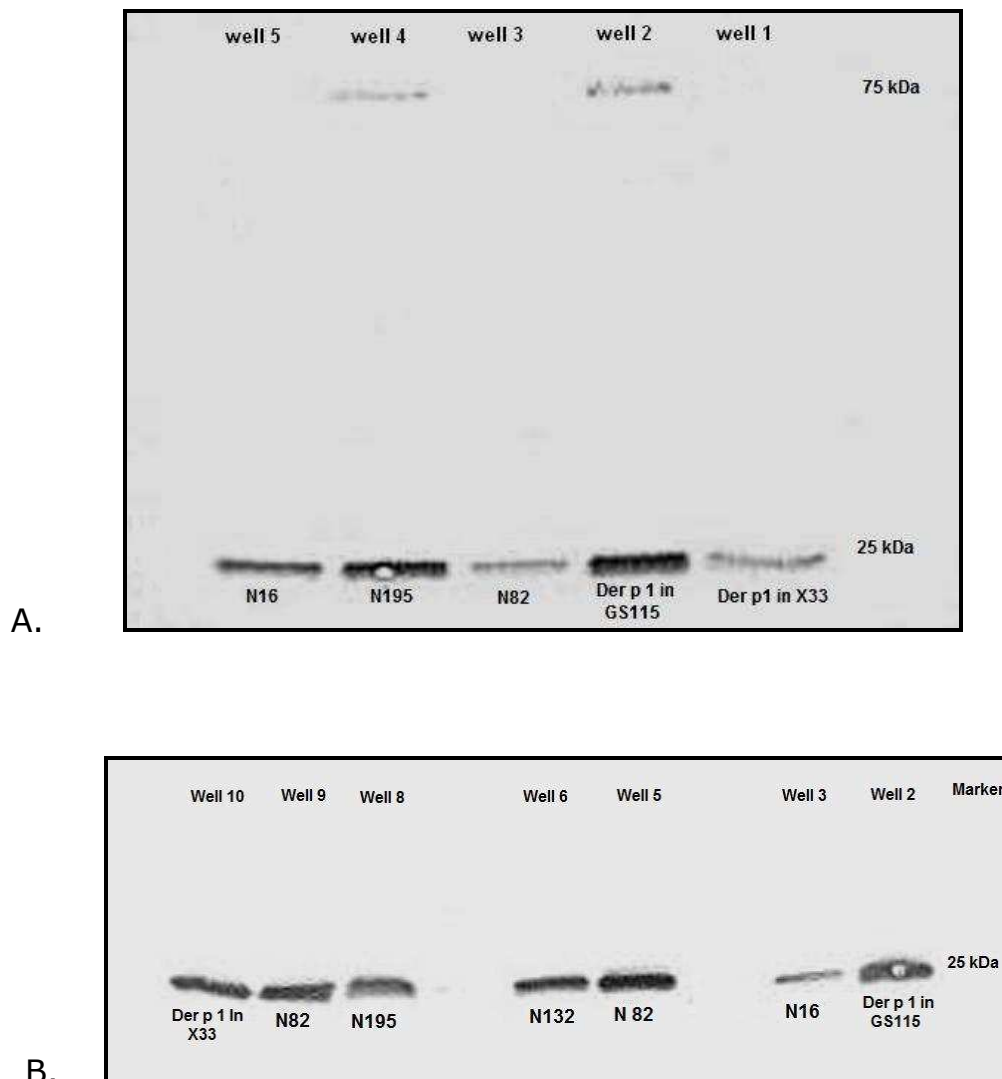 well 5 well 4 well 3 well 2 well 1
75 kDa
25 kDa
N16 N195 N82 Der p 1 in Der p1 in X33
GS115
A.
Well 10 Well 9 Well 8 Well 6 Well 5 Well 3 Well 2 Marker
25 kDa
Der p 1 In N82 N195 N132 N 82 N16 Der p 1 in
X33 GS115
B.